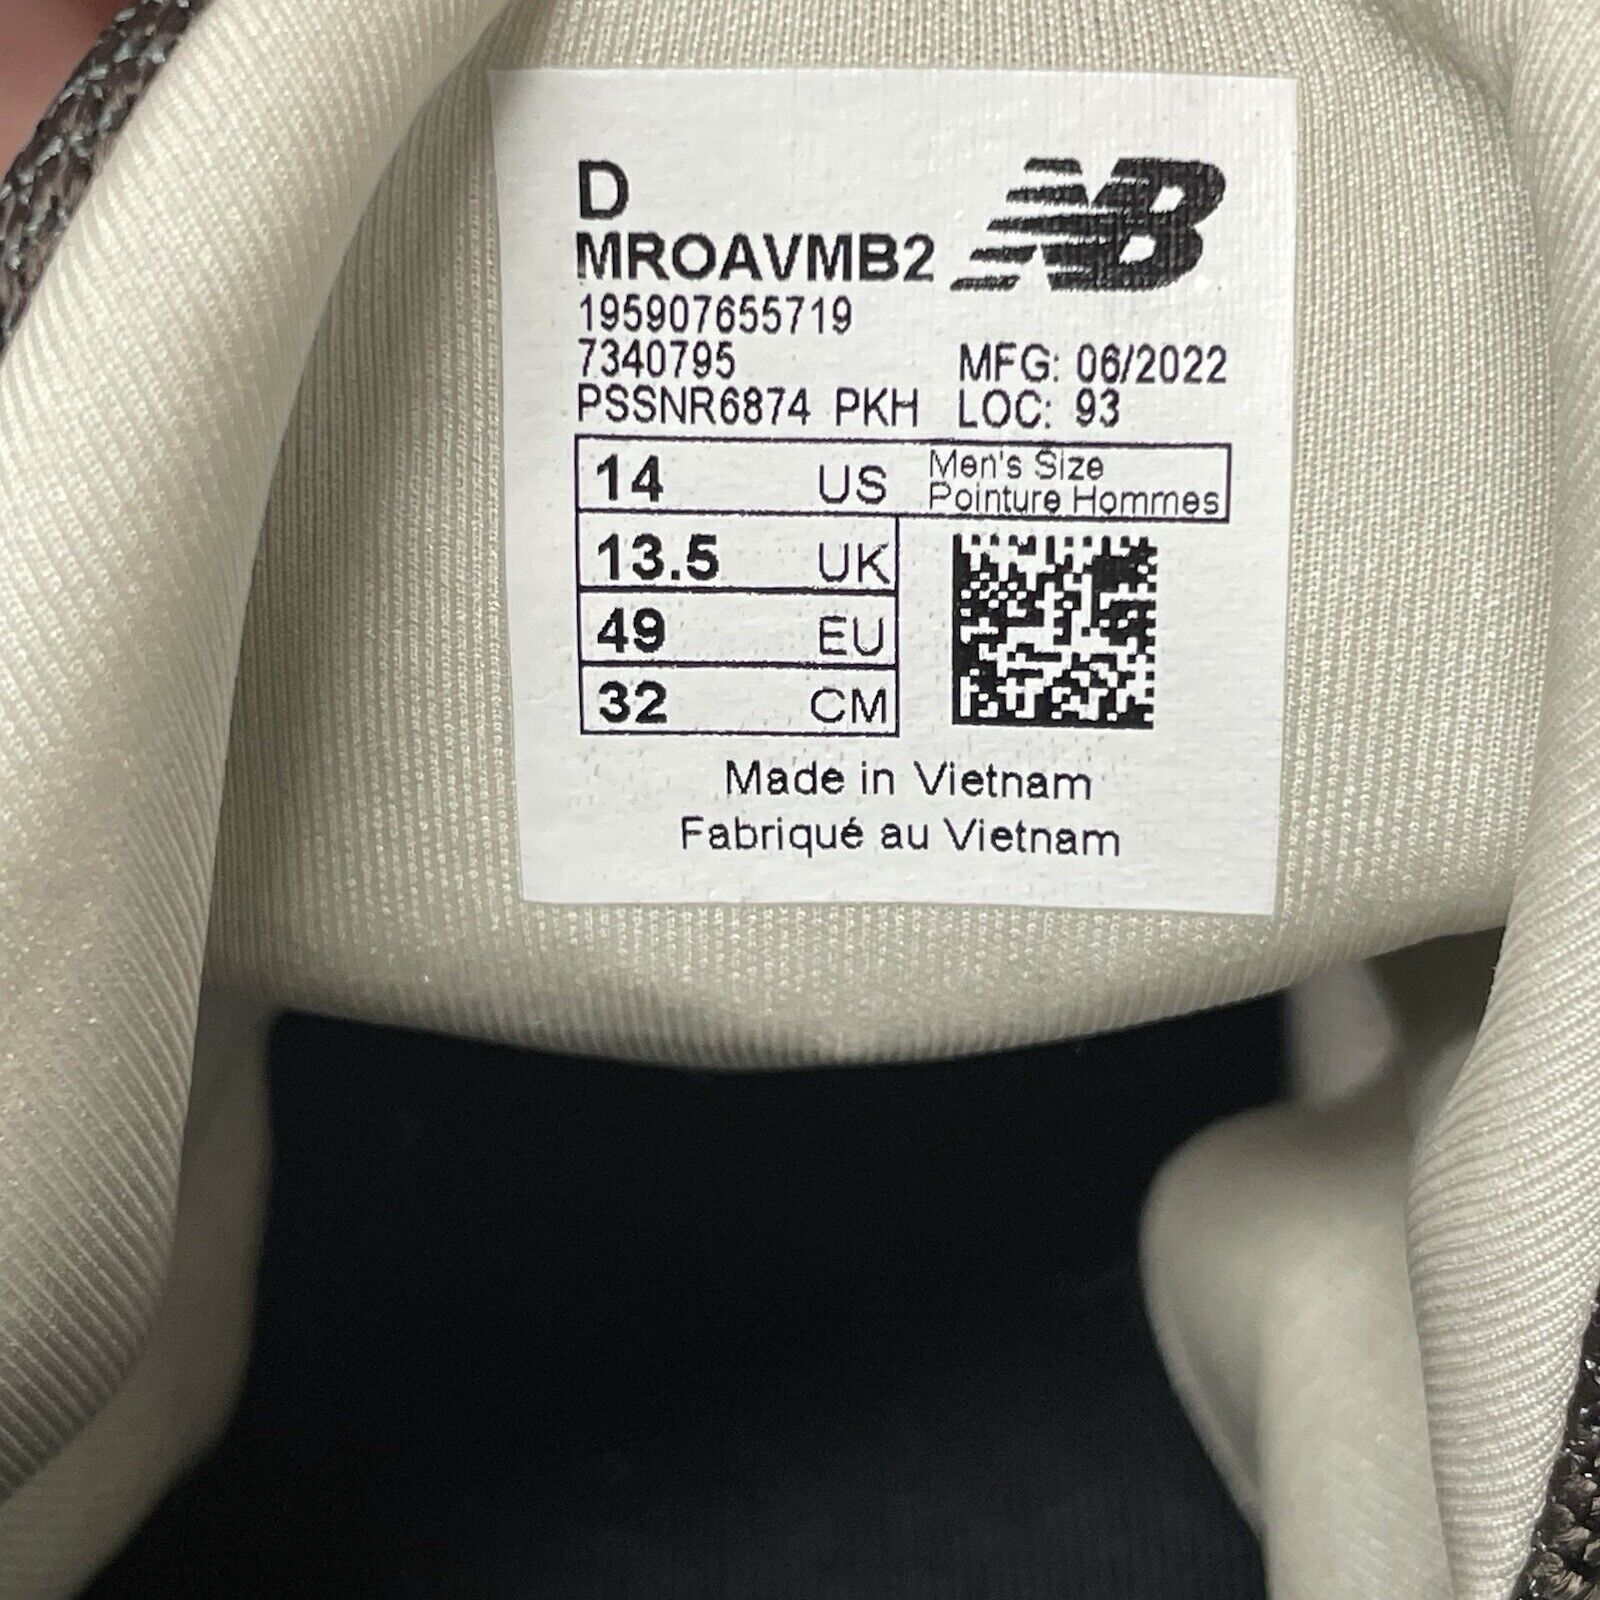 D
NB
MROAVMB2
195907655719
7340795
MFG: 06/2022
PSSNR6874 PKH
LOC: 93
14 US Men's Size
Pointure Hommes
13.5 UK
49 EU
32 CM
Made in Vietnam
Fabriqué au Vietnam